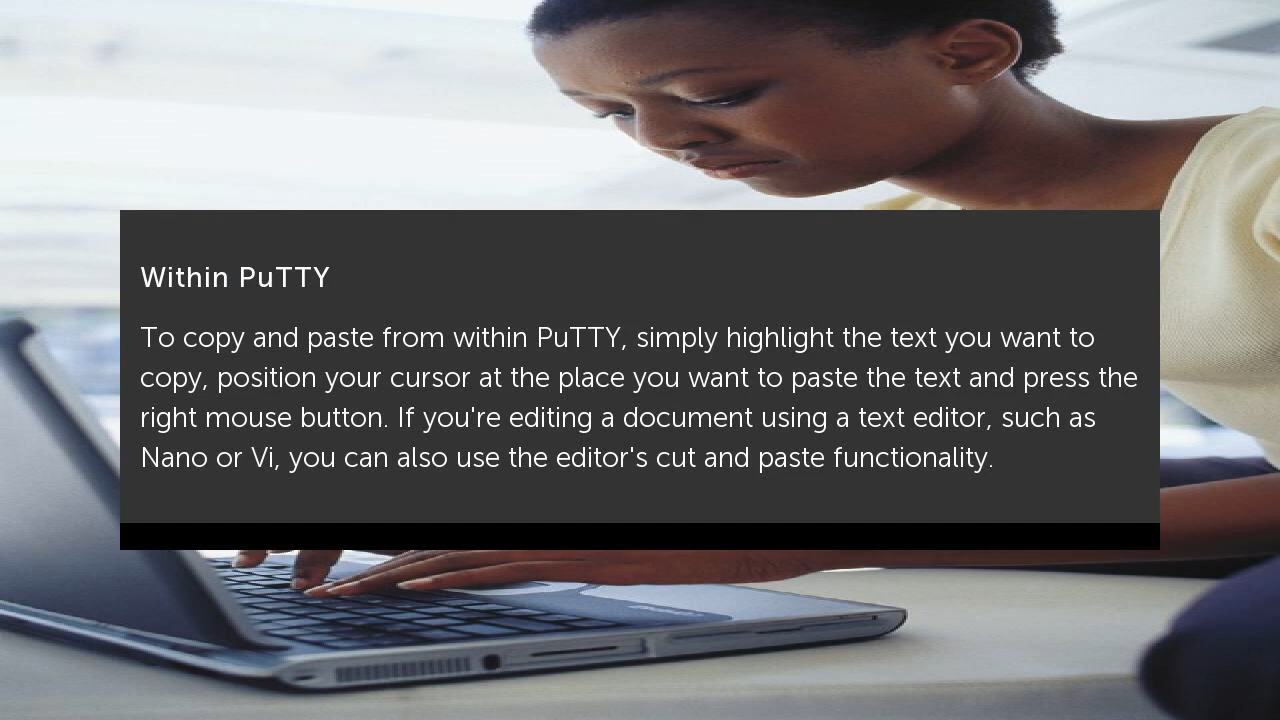 Within PuTTY
To copy and paste from within PuTTY, simply highlight the text you want to
copy, position your cursor at the place you want to paste the text and press the
right mouse button. If you're editing a document using a text editor, such as
Nano or Vi, you can also use the editor's cut and paste functionality.